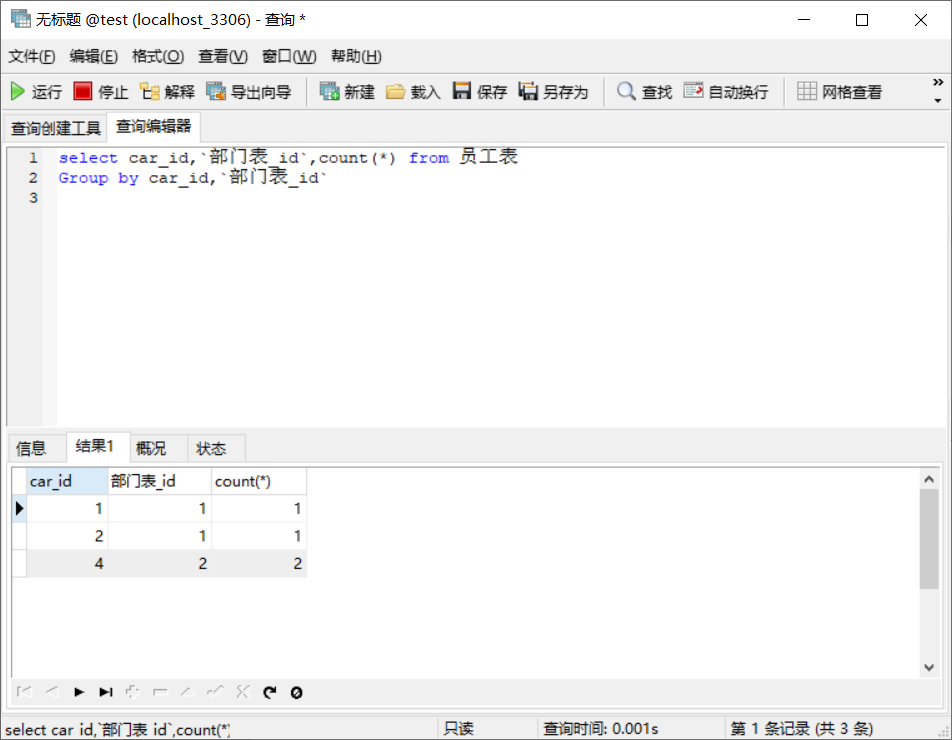 无标题 @test (localhost_3306) - 查询 *
文件(F) 编辑(E) 格式(O) 查看(V) 窗口(W) 帮助(H)
运行 停止 解释 导出向导 新建 载入 保存 另存为 查找 自动换行 网格查看 »
查询创建工具 查询编辑器
1 select car_id,`部门表_id`,count(*) from 员工表
2 Group by car_id,`部门表_id`
3
信息 结果1 概况 状态
car_id 部门表_id count(*)
1 1 1
2 1 1
4 2 2
select car_id,`部门表_id`,count(*) 只读 查询时间: 0.001s 第 1 条记录 (共 3 条)